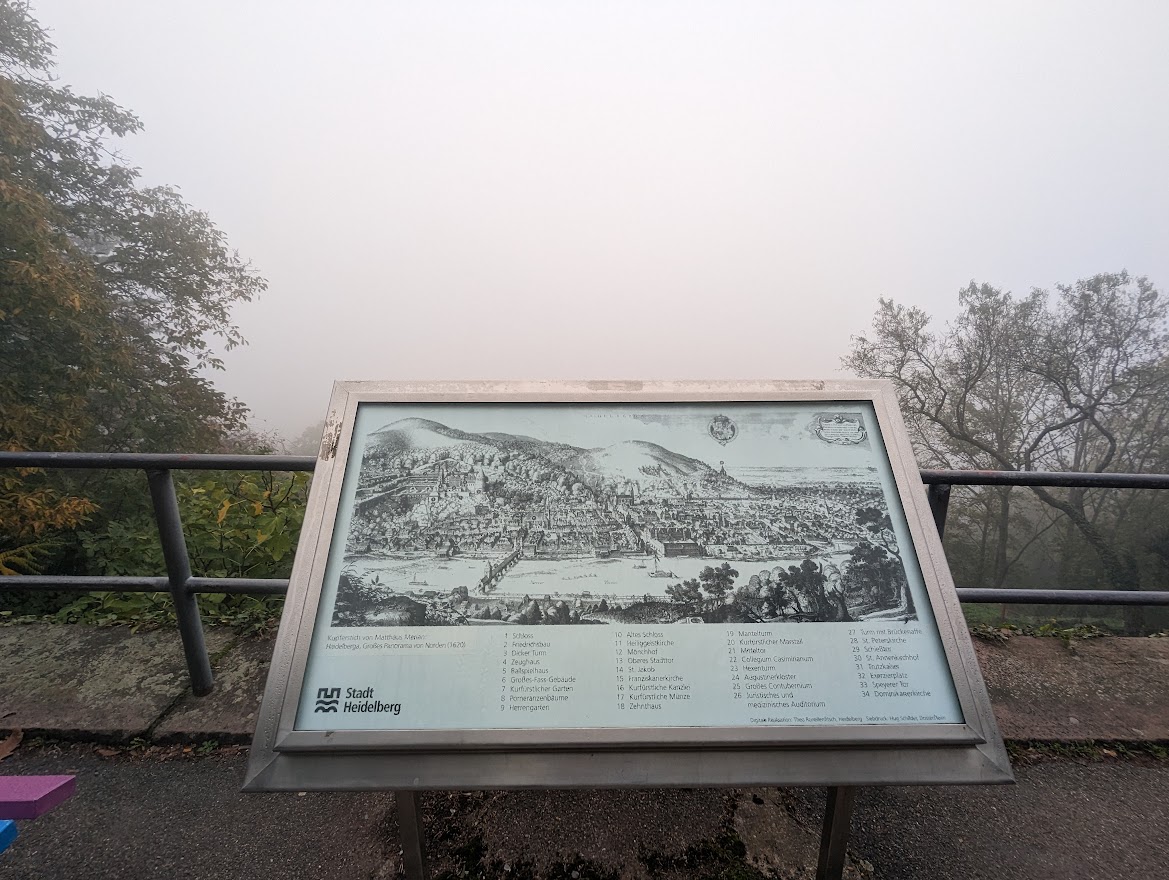 Kupferstich von Matthäus Merian:
Heidelberga, Großes Panorama von Norden (1620)
Stadt
Heidelberg
1 Schloss
2 Friedrichsbau
3 Dicker Turm
4 Zeughaus
5 Ballspielhaus
6 Großes-Fass-Gebäude
7 Kurfürstlicher Garten
8 Pomeranzenbäume
9 Herrengarten
10 Altes Schloss
11 Heiliggeistkirche
12 Mönchhof
13 Oberes Stadttor
14 St. Jakob
15 Franziskanerkirche
16 Kurfürstliche Kanzlei
17 Kurfürstliche Münze
18 Zehnthaus
19 Mantelturm
20 Kurfürstlicher Marstall
21 Mitteltor
22 Collegium Casimirianum
23 Hexenturm
24 Augustinerkloster
25 Großes Contubernium
26 Juristisches und
medizinisches Auditorium
27 Turm mit Brückenaffe
28 St. Peterskirche
29 Schießtor
30 St. Annenkirchhof
31 Trutzkaiser
32 Exerzierplatz
33 Speyerer Tor
34 Dominikanerkirche
Digitale Realisation: Heidelberg